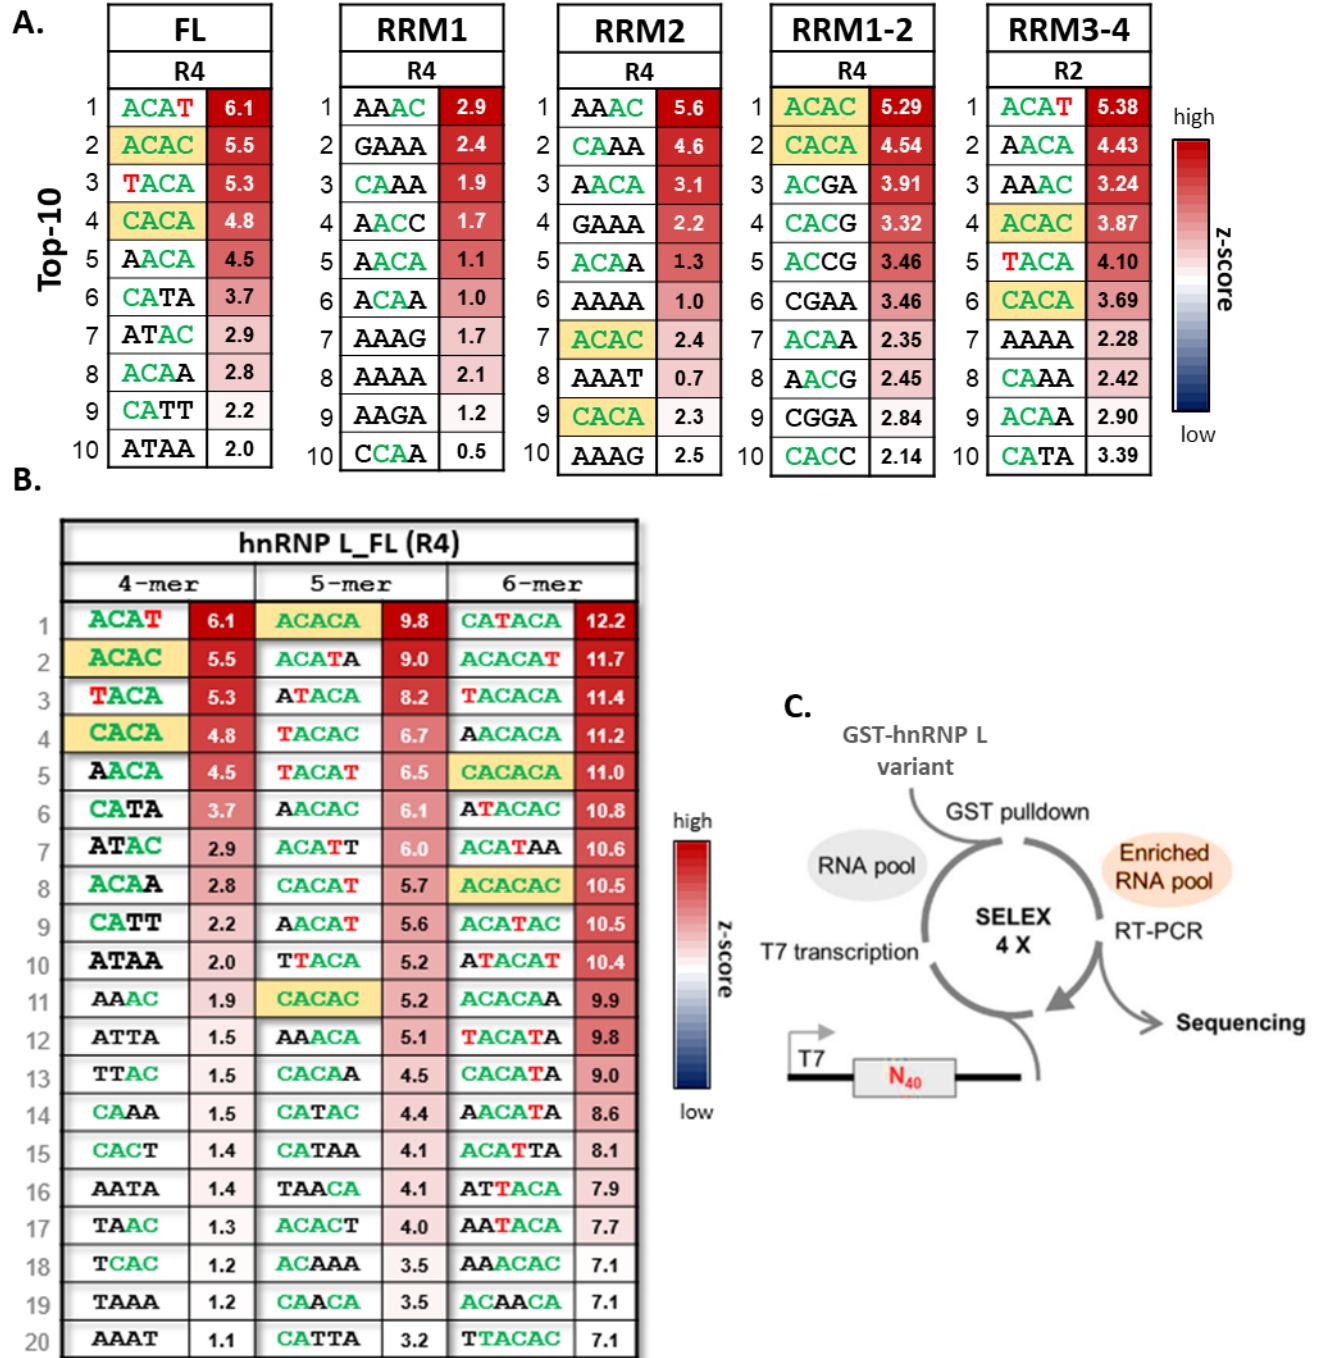 A.
FL RRM1 RRM2 RRM1-2 RRM3-4
R4 R4 R4 R4 R2
Top-10
1 ACAT 6.1 1 AAAC 2.9 1 AAAC 5.6 1 ACAC 5.29 1 ACAT 5.38
2 ACAC 5.5 2 GAAA 2.4 2 CAAA 4.6 2 CACA 4.54 2 AACA 4.43
3 TACA 5.3 3 CAAA 1.9 3 AACA 3.1 3 ACGA 3.91 3 AAAC 3.24
4 CACA 4.8 4 AACC 1.7 4 GAAA 2.2 4 CACG 3.32 4 ACAC 3.87
5 AACA 4.5 5 AACA 1.1 5 ACAA 1.3 5 ACCG 3.46 5 TACA 4.10
6 CATA 3.7 6 ACAA 1.0 6 AAAA 1.0 6 CGAA 3.46 6 CACA 3.69
7 ATAC 2.9 7 AAAG 1.7 7 ACAC 2.4 7 ACAA 2.35 7 AAAA 2.28
8 ACAA 2.8 8 AAAA 2.1 8 AAAT 0.7 8 AACG 2.45 8 CAAA 2.42
9 CATT 2.2 9 AAGA 1.2 9 CACA 2.3 9 CGGA 2.84 9 ACAA 2.90
10 ATAA 2.0 10 CCAA 0.5 10 AAAG 2.5 10 CACC 2.14 10 CATA 3.39
high
z-score
low
B.
hnRNP L_FL (R4)
4-mer 5-mer 6-mer
1 ACAT 6.1 ACACA 9.8 CATACA 12.2
2 ACAC 5.5 ACATA 9.0 ACACAT 11.7
3 TACA 5.3 ATACA 8.2 TACACA 11.4
4 CACA 4.8 TACAC 6.7 AACACA 11.2
5 AACA 4.5 TACAT 6.5 CACACA 11.0
6 CATA 3.7 AACAC 6.1 ATACAC 10.8
7 ATAC 2.9 ACATT 6.0 ACATAA 10.6
8 ACAA 2.8 CACAT 5.7 ACACAC 10.5
9 CATT 2.2 AACAT 5.6 ACATAC 10.5
10 ATAA 2.0 TTACA 5.2 ATACAT 10.4
11 AAAC 1.9 CACAC 5.2 ACACAA 9.9
12 ATTA 1.5 AAACA 5.1 TACATA 9.8
13 TTAC 1.5 CACAA 4.5 CACATA 9.0
14 CAAA 1.5 CATAC 4.4 AACATA 8.6
15 CACT 1.4 CATAA 4.1 ACATTA 8.1
16 AATA 1.4 TAACA 4.1 ATTACA 7.9
17 TAAC 1.3 ACACT 4.0 AATACA 7.7
18 TCAC 1.2 ACAAA 3.5 AAACAC 7.1
19 TAAA 1.2 CAACA 3.5 ACAACA 7.1
20 AAAT 1.1 CATTA 3.2 TTACAC 7.1
high
z-score
low
C.
GST-hnRNP L
variant
GST pulldown
RNA pool
Enriched
RNA pool
SELEX
4 X
RT-PCR
T7 transcription
Sequencing
T7
N40